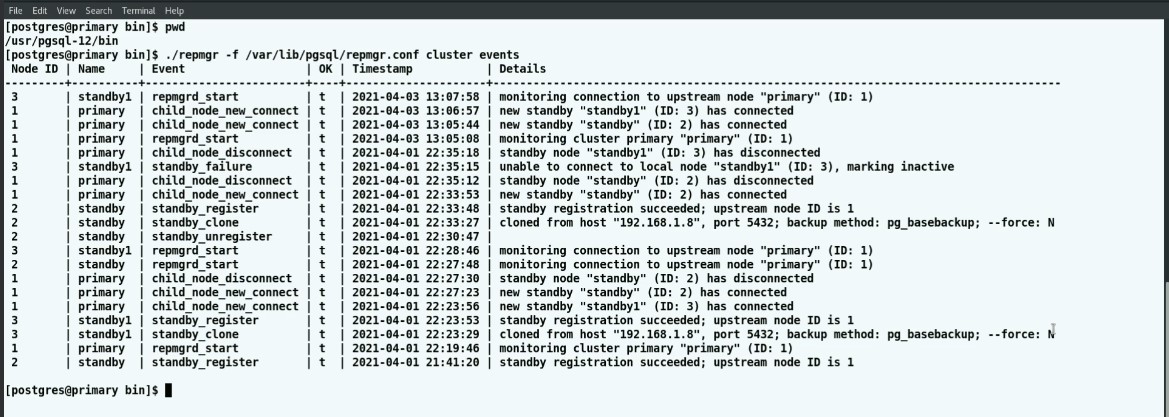 File Edit View Search Terminal Help
[postgres@primary bin]$ pwd
/usr/pgsql-12/bin
[postgres@primary bin]$ ./repmgr -f /var/lib/pgsql/repmgr.conf cluster events
 Node ID | Name     | Event                   | OK | Timestamp           | Details
---------+----------+-------------------------+----+---------------------+------------------------------------------------------------------------------------------
 3       | standby1 | repmgrd_start           | t  | 2021-04-03 13:07:58 | monitoring connection to upstream node "primary" (ID: 1)
 1       | primary  | child_node_new_connect  | t  | 2021-04-03 13:06:57 | new standby "standby1" (ID: 3) has connected
 1       | primary  | child_node_new_connect  | t  | 2021-04-03 13:05:44 | new standby "standby" (ID: 2) has connected
 1       | primary  | repmgrd_start           | t  | 2021-04-03 13:05:08 | monitoring cluster primary "primary" (ID: 1)
 1       | primary  | child_node_disconnect   | t  | 2021-04-01 22:35:18 | standby node "standby1" (ID: 3) has disconnected
 3       | standby1 | standby_failure         | t  | 2021-04-01 22:35:15 | unable to connect to local node "standby1" (ID: 3), marking inactive
 1       | primary  | child_node_disconnect   | t  | 2021-04-01 22:35:12 | standby node "standby" (ID: 2) has disconnected
 1       | primary  | child_node_new_connect  | t  | 2021-04-01 22:33:53 | new standby "standby" (ID: 2) has connected
 2       | standby  | standby_register        | t  | 2021-04-01 22:33:48 | standby registration succeeded; upstream node ID is 1
 2       | standby  | standby_clone           | t  | 2021-04-01 22:33:27 | cloned from host "192.168.1.8", port 5432; backup method: pg_basebackup; --force: N
 2       | standby  | standby_unregister      | t  | 2021-04-01 22:30:47 |
 3       | standby1 | repmgrd_start           | t  | 2021-04-01 22:28:46 | monitoring connection to upstream node "primary" (ID: 1)
 2       | standby  | repmgrd_start           | t  | 2021-04-01 22:27:48 | monitoring connection to upstream node "primary" (ID: 1)
 1       | primary  | child_node_disconnect   | t  | 2021-04-01 22:27:30 | standby node "standby" (ID: 2) has disconnected
 1       | primary  | child_node_new_connect  | t  | 2021-04-01 22:27:23 | new standby "standby" (ID: 2) has connected
 1       | primary  | child_node_new_connect  | t  | 2021-04-01 22:23:56 | new standby "standby1" (ID: 3) has connected
 3       | standby1 | standby_register        | t  | 2021-04-01 22:23:53 | standby registration succeeded; upstream node ID is 1
 3       | standby1 | standby_clone           | t  | 2021-04-01 22:23:29 | cloned from host "192.168.1.8", port 5432; backup method: pg_basebackup; --force: N
 1       | primary  | repmgrd_start           | t  | 2021-04-01 22:19:46 | monitoring cluster primary "primary" (ID: 1)
 2       | standby  | standby_register        | t  | 2021-04-01 21:41:20 | standby registration succeeded; upstream node ID is 1
[postgres@primary bin]$